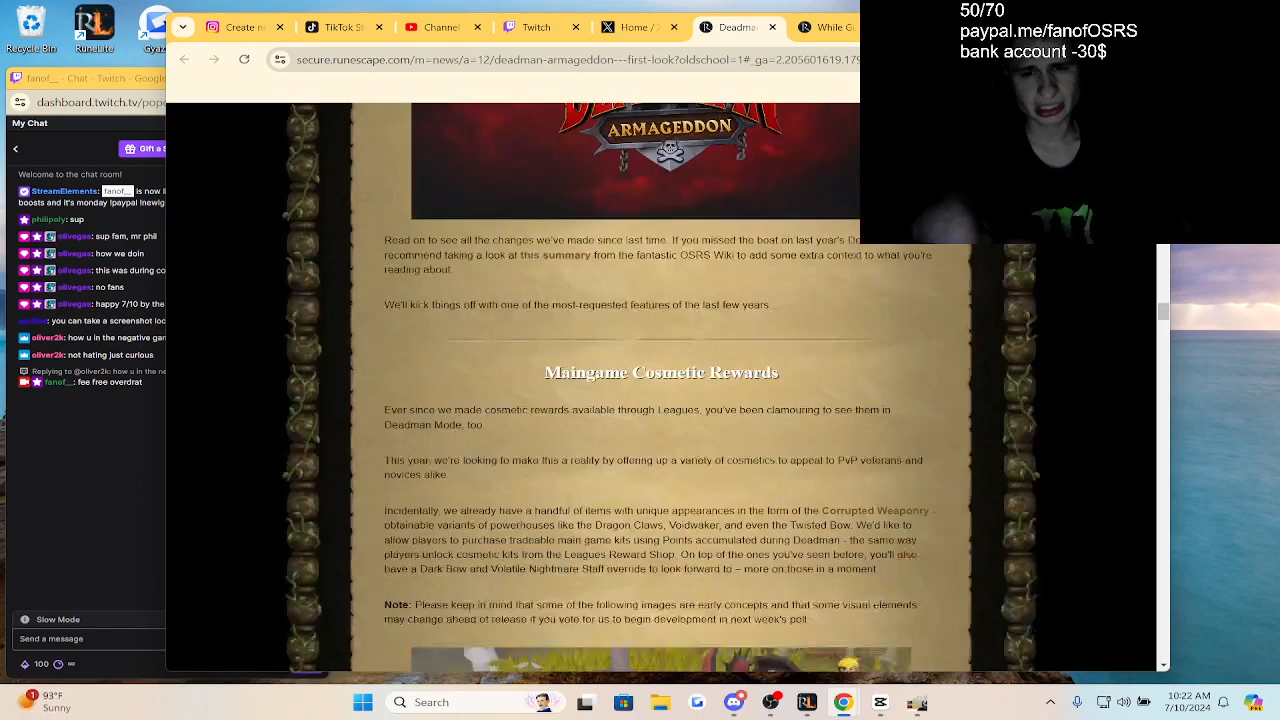 50/70
paypal.me/fanofOSRS
bank account -30$
Recycle Bin
fanof__ - Chat - Twitch - Google
dashboard.twitch.tv/pop
My Chat
Gift a S
Welcome to the chat room!
StreamElements: fanof__ is now
boosts and it's today !paypal !newlg
philipoly: sup
olivegas: sup fam, mr phil
olivegas: how we doin
olivegas: this was during co
olivegas: no fans
olivegas: happy 7/10 by the
you can take a screenshot loc
oliver2k: how u in the negative gan
oliver2k: not hating just curious
Replying to @oliver2k: how u in the ne
fanof__: fee free overdrat
Slow Mode
Send a message
100
Create n
TikTok St
Channel
Twitch
Home / X
Deadma
While Gu
secure.runescape.com/m=news/a=12/deadman-armageddon---first-look?oldschool=1#_ga=2.205601619.179
ARMAGEDDON
Read on to see all the changes we've made since last time. If you missed the boat on last year's De
recommend taking a look at this summary from the fantastic OSRS Wiki to add some extra context to what you're
reading about.
We'll kick things off with one of the most-requested features of the last few years...
Maingame Cosmetic Rewards
Ever since we made cosmetic rewards available through Leagues, you've been clamouring to see them in
Deadman Mode, too.
This year, we're looking to make this a reality by offering up a variety of cosmetics to appeal to PvP veterans and
novices alike.
Incidentally, we already have a handful of items with unique appearances in the form of the Corrupted Weaponry -
obtainable variants of powerhouses like the Dragon Claws, Voidwaker, and even the Twisted Bow. We'd like to
allow players to purchase tradeable main game kits using Points accumulated during Deadman - the same way
players unlock cosmetic kits from the Leagues Reward Shop. On top of the ones you've seen before, you'll also
have a Dark Bow and Volatile Nightmare Staff override to look forward to – more on those in a moment.
Note: Please keep in mind that some of the following images are early concepts and that some visual elements
may change ahead of release if you vote for us to begin development in next week's poll.
93°F
Sunny
Search
10:22 AM
7/10/2024